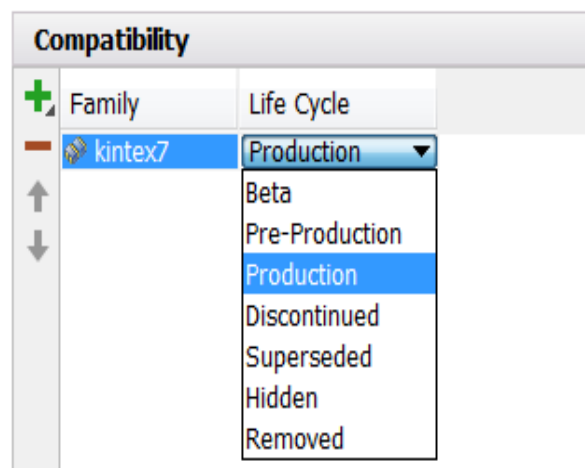 Compatibility
Family Life Cycle
kintex7 Production
Beta
Pre-Production
Production
Discontinued
Superseded
Hidden
Removed